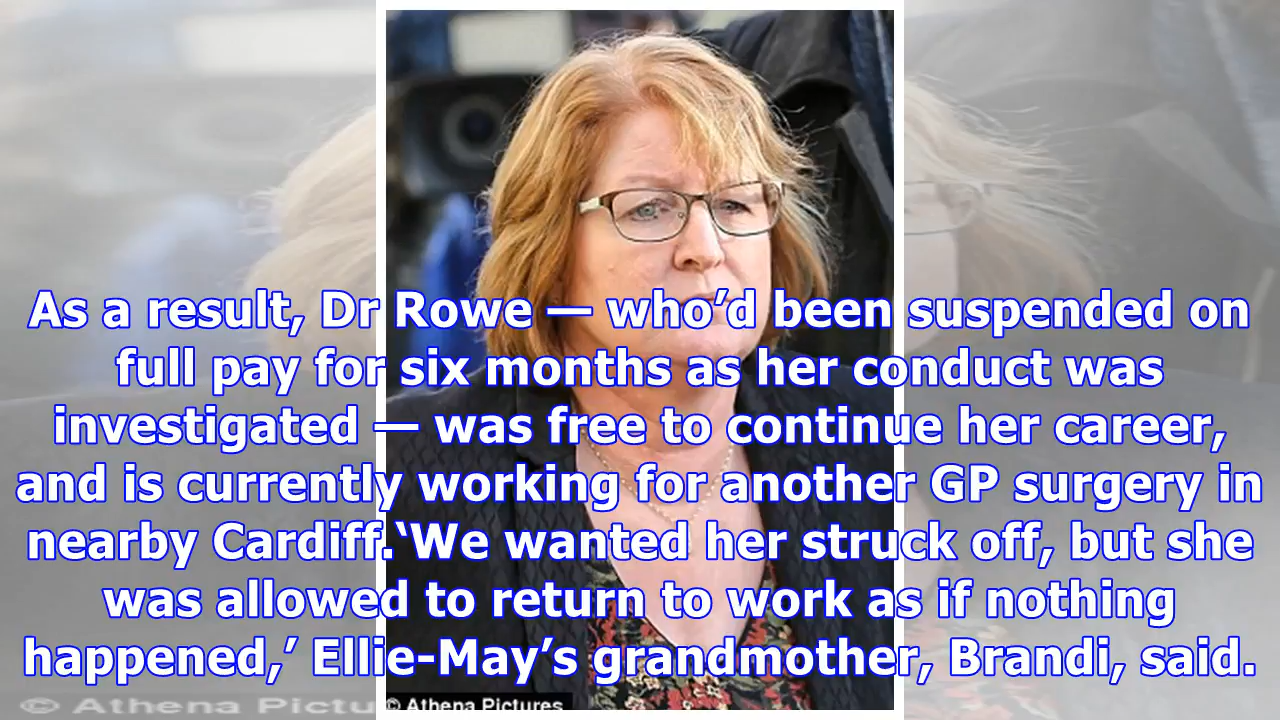 As a result, Dr Rowe — who’d been suspended on
full pay for six months as her conduct was
investigated — was free to continue her career,
and is currently working for another GP surgery in
nearby Cardiff.‘We wanted her struck off, but she
was allowed to return to work as if nothing
happened,’ Ellie-May’s grandmother, Brandi, said.
© Athena Pictu
© Athena Pictures